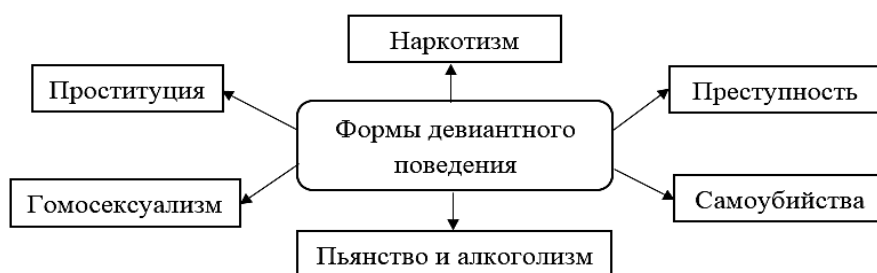 Наркотизм
Проституция
Преступность
Формы девиантного
поведения
Гомосексуализм
Самоубийства
Пьянство и алкоголизм